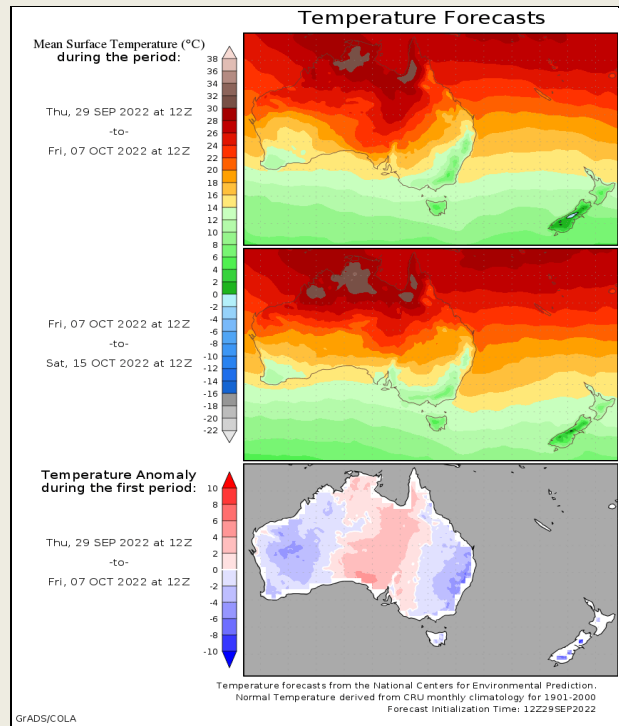 Temperature Forecasts
Mean Surface Temperature (°C)
during the period:
Thu, 29 SEP 2022 at 12Z
-to-
Fri, 07 OCT 2022 at 12Z
38
36
34
32
30
28
26
24
22
20
18
16
14
12
10
8
6
4
2
0
-2
-4
-6
-8
-10
-12
-14
-16
-18
-20
-22
Fri, 07 OCT 2022 at 12Z
-to-
Sat, 15 OCT 2022 at 12Z
Temperature Anomaly
during the first period:
Thu, 29 SEP 2022 at 12Z
-to-
Fri, 07 OCT 2022 at 12Z
10
8
6
4
2
0
-2
-4
-6
-8
-10
Temperature forecasts from the National Centers for Environmental Prediction.
Normal Temperature derived from CRU monthly climatology for 1901-2000
Forecast Initialization Time: 12Z29SEP2022
GrADS/COLA